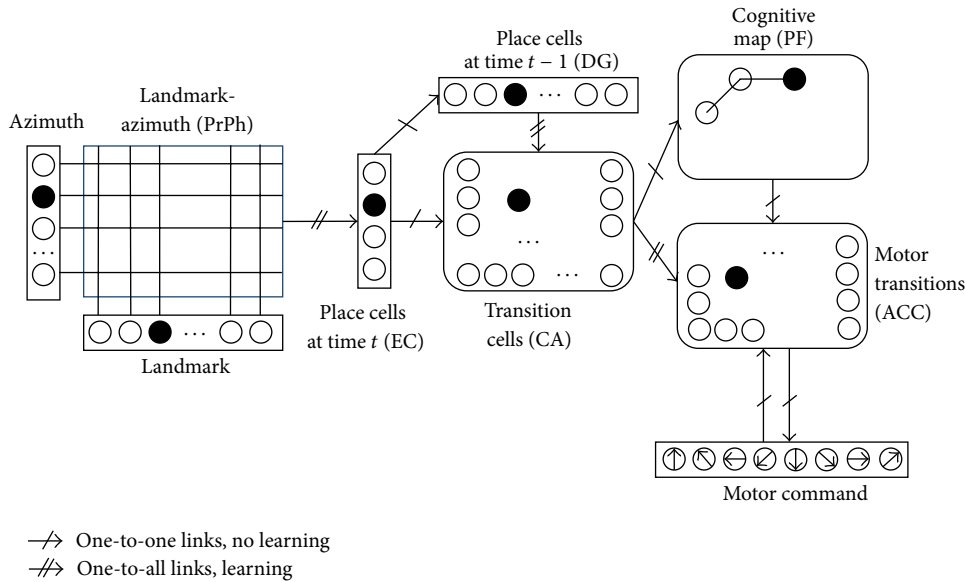 Azimuth
Landmark-
azimuth (PrPh)
Landmark
Place cells
at time t (EC)
Place cells
at time t − 1 (DG)
Transition
cells (CA)
Cognitive
map (PF)
Motor
transitions
(ACC)
Motor command
One-to-one links, no learning
One-to-all links, learning